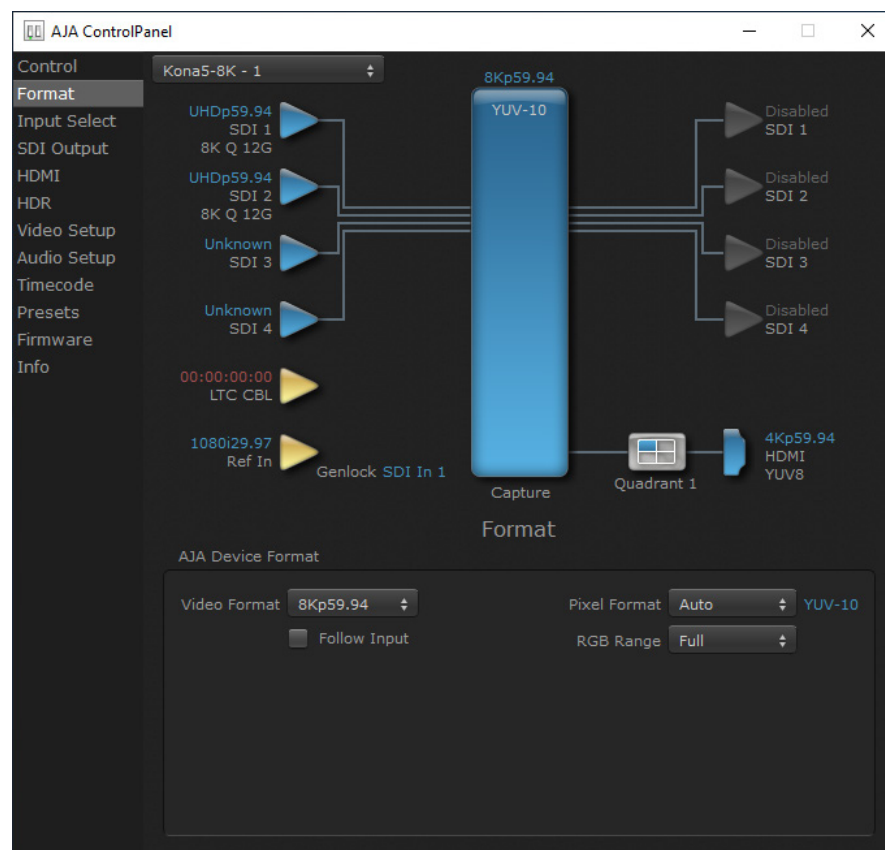 AJA ControlPanel
Control
Format
Input Select
SDI Output
HDMI
HDR
Video Setup
Audio Setup
Timecode
Presets
Firmware
Info
Kona5-8K - 1
8Kp59.94
YUV-10
UHDp59.94
SDI 1
8K Q 12G
UHDp59.94
SDI 2
8K Q 12G
Unknown
SDI 3
Unknown
SDI 4
00:00:00:00
LTC CBL
1080i29.97
Ref In
Genlock SDI In 1
Capture
Disabled
SDI 1
Disabled
SDI 2
Disabled
SDI 3
Disabled
SDI 4
Quadrant 1
4Kp59.94
HDMI
YUV8
Format
AJA Device Format
Video Format 8Kp59.94
Follow Input
Pixel Format Auto YUV-10
RGB Range Full